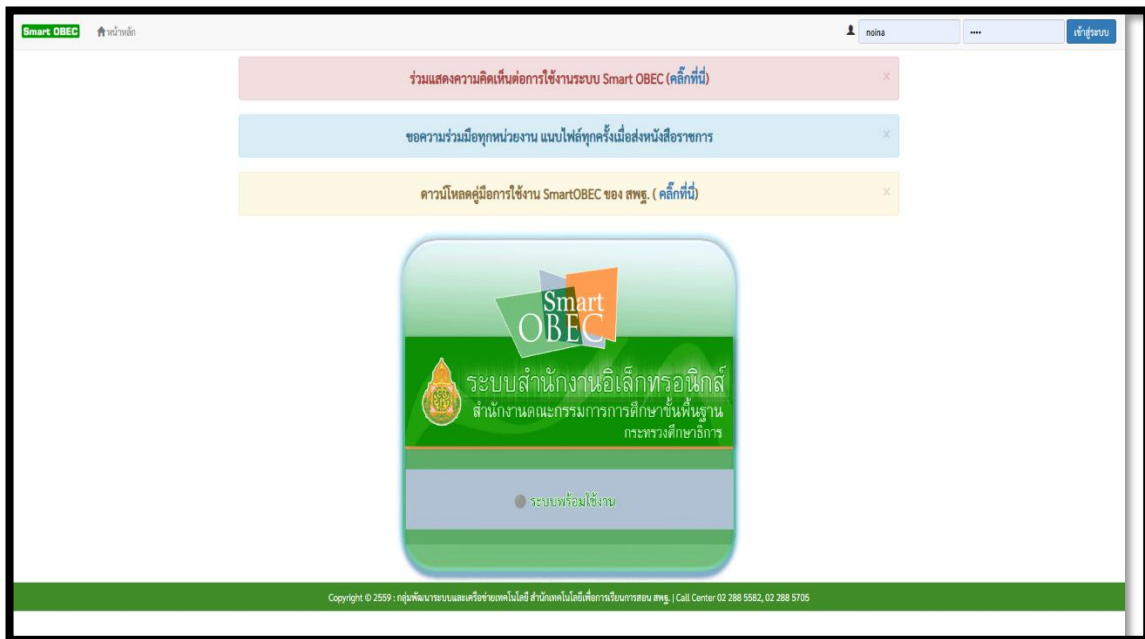 Smart OBEC
หน้าหลัก
noina
••••
เข้าสู่ระบบ
ร่วมแสดงความคิดเห็นต่อการใช้งานระบบ Smart OBEC (คลิ๊กที่นี่)
x
ขอความร่วมมือทุกหน่วยงาน แนบไฟล์ทุกครั้งเมื่อส่งหนังสือราชการ
x
ดาวน์โหลดคู่มือการใช้งาน SmartOBEC ของ สพฐ. ( คลิ๊กที่นี่)
x
Smart
OBEC
ระบบสำนักงานอิเล็กทรอนิกส์
สำนักงานคณะกรรมการการศึกษาขั้นพื้นฐาน
กระทรวงศึกษาธิการ
ระบบพร้อมใช้งาน
Copyright © 2559 : กลุ่มพัฒนาระบบและเครือข่ายเทคโนโลยี สำนักเทคโนโลยีเพื่อการเรียนการสอน สพฐ. | Call Center 02 288 5582, 02 288 5705